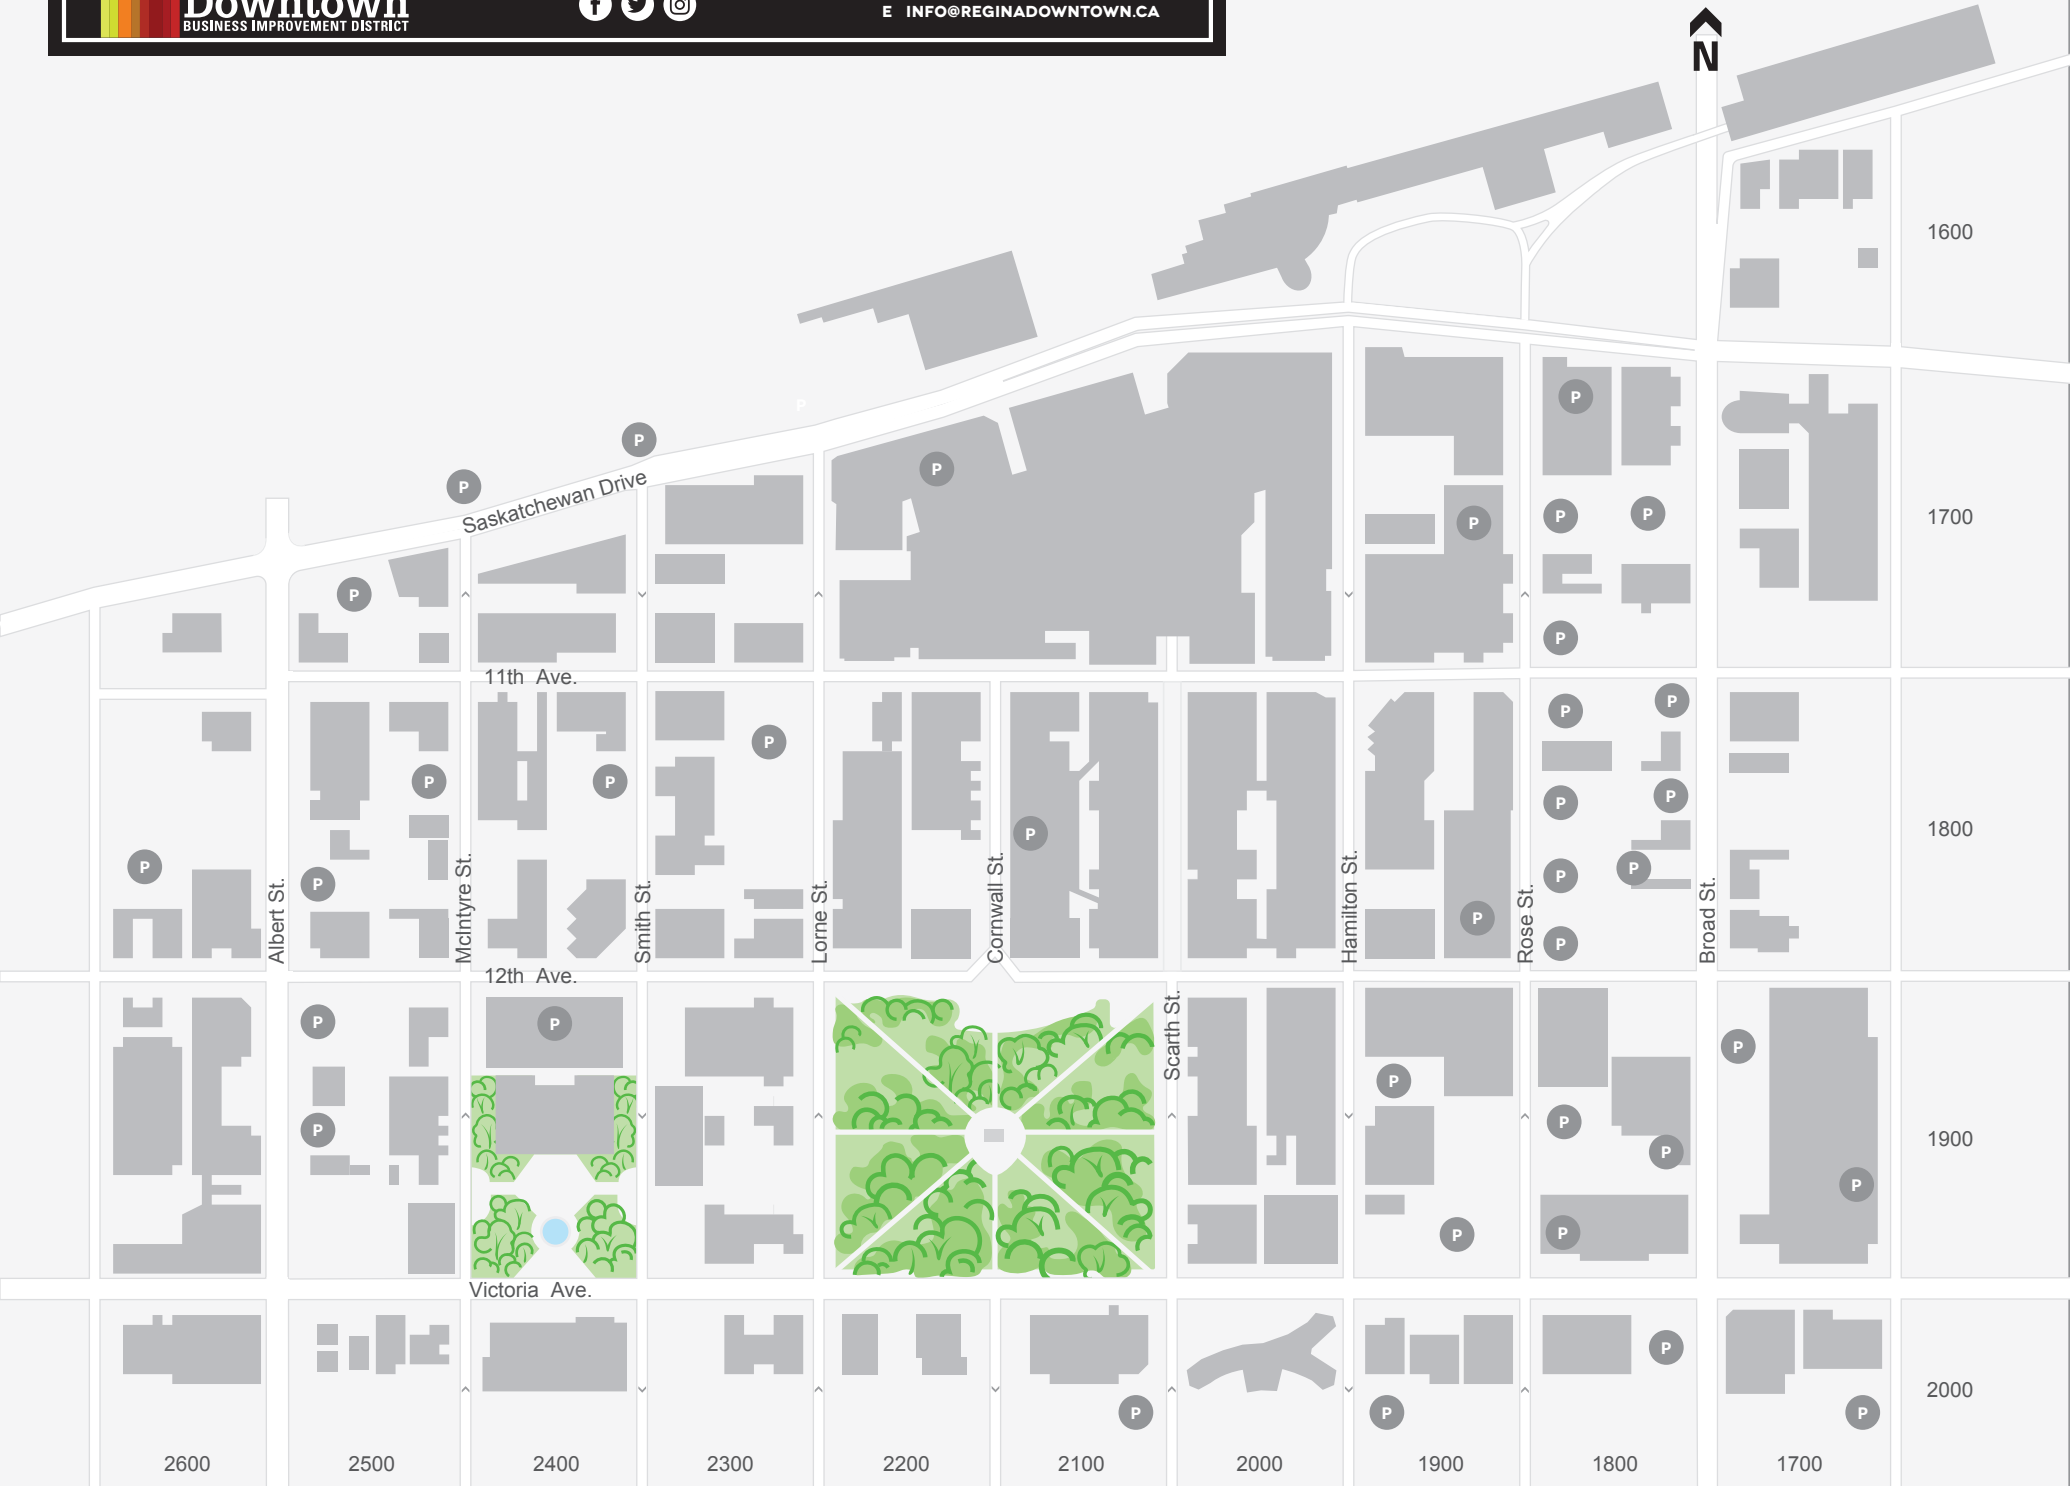 Downtown
BUSINESS IMPROVEMENT DISTRICT
E INFO@REGINADOWNTOWN.CA
N
1600
P
P
P
P
P
Saskatchewan Drive
P
P
P
P
1700
P
P
11th Ave.
P
P
P
P
P
P
P
P
1800
P
P
P
P
P
P
P
Albert St.
McIntyre St.
Smith St.
Lorne St.
Cornwall St.
Hamilton St.
Rose St.
Broad St.
12th Ave.
Scarth St.
P
P
P
P
P
P
1900
P
P
P
P
Victoria Ave.
P
2000
P
P
P
2600
2500
2400
2300
2200
2100
2000
1900
1800
1700